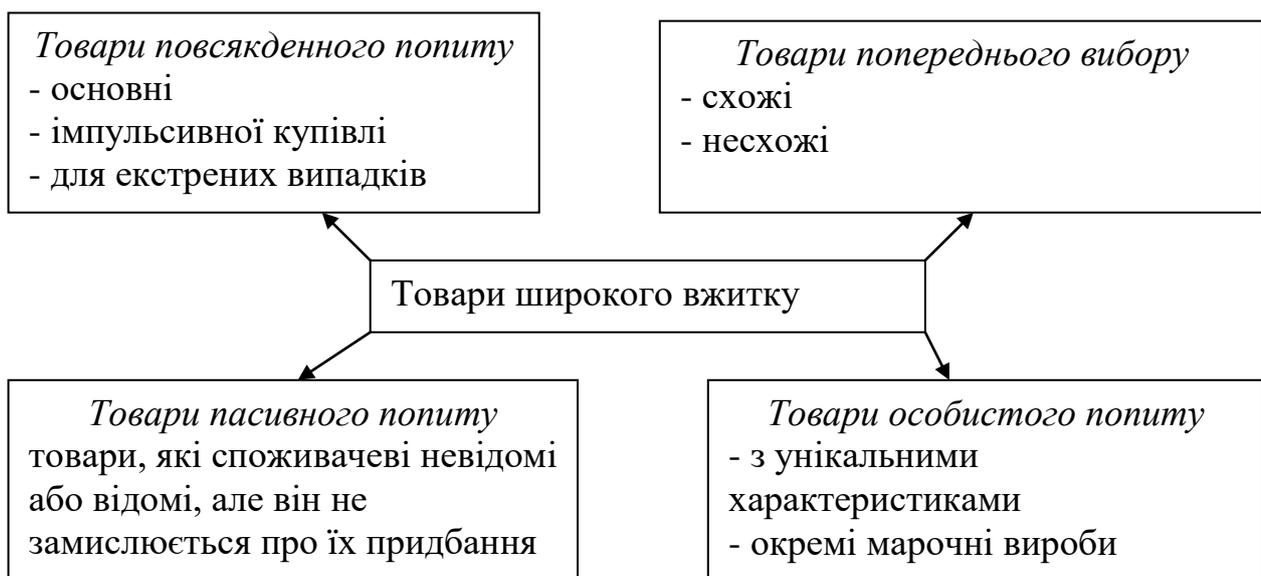 Товари повсякденного попиту
- основні
- імпульсивної купівлі
- для екстрених випадків
Товари попереднього вибору
- схожі
- несхожі
Товари широкого вжитку
Товари пасивного попиту
товари, які споживачеві невідомі
або відомі, але він не
замислюється про їх придбання
Товари особистого попиту
- з унікальними
характеристиками
- окремі марочні вироби